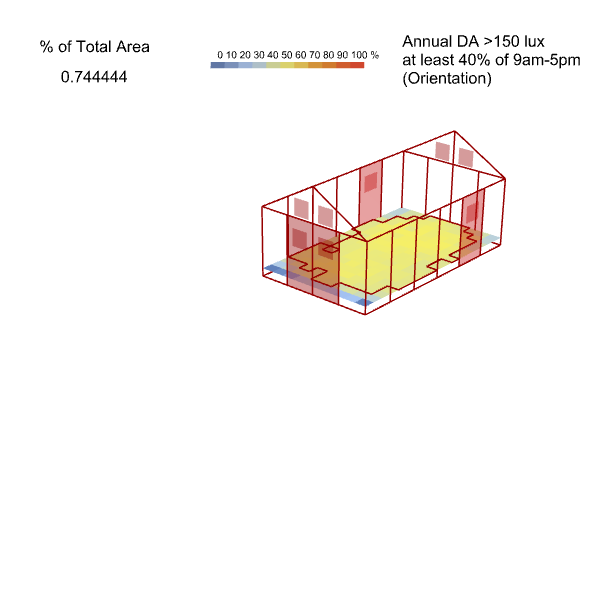 % of Total Area
0.744444
0 10 20 30 40 50 60 70 80 90 100 %
Annual DA >150 lux
at least 40% of 9am-5pm
(Orientation)